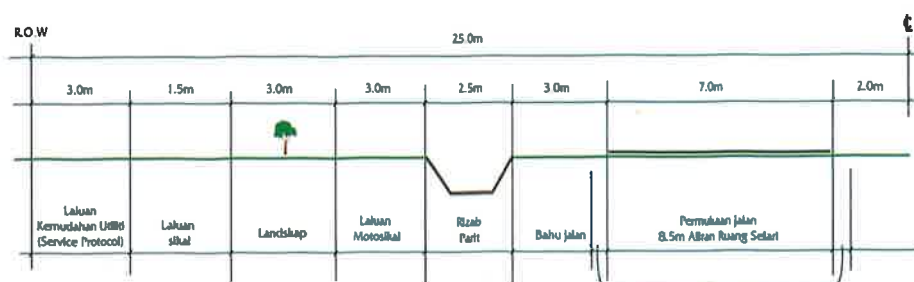 R.O.W
℄
25.0m
3.0m 1.5m 3.0m 3.0m 2.5m 3.0m 7.0m 2.0m
Laluan
Kemudahan Utiliti
(Service Protocol)
Laluan
sikal
Landskap
Laluan
Motosikal
Rizab
Parit
Bahu Jalan
Permukaan Jalan
8.5m Aliran Ruang Selari